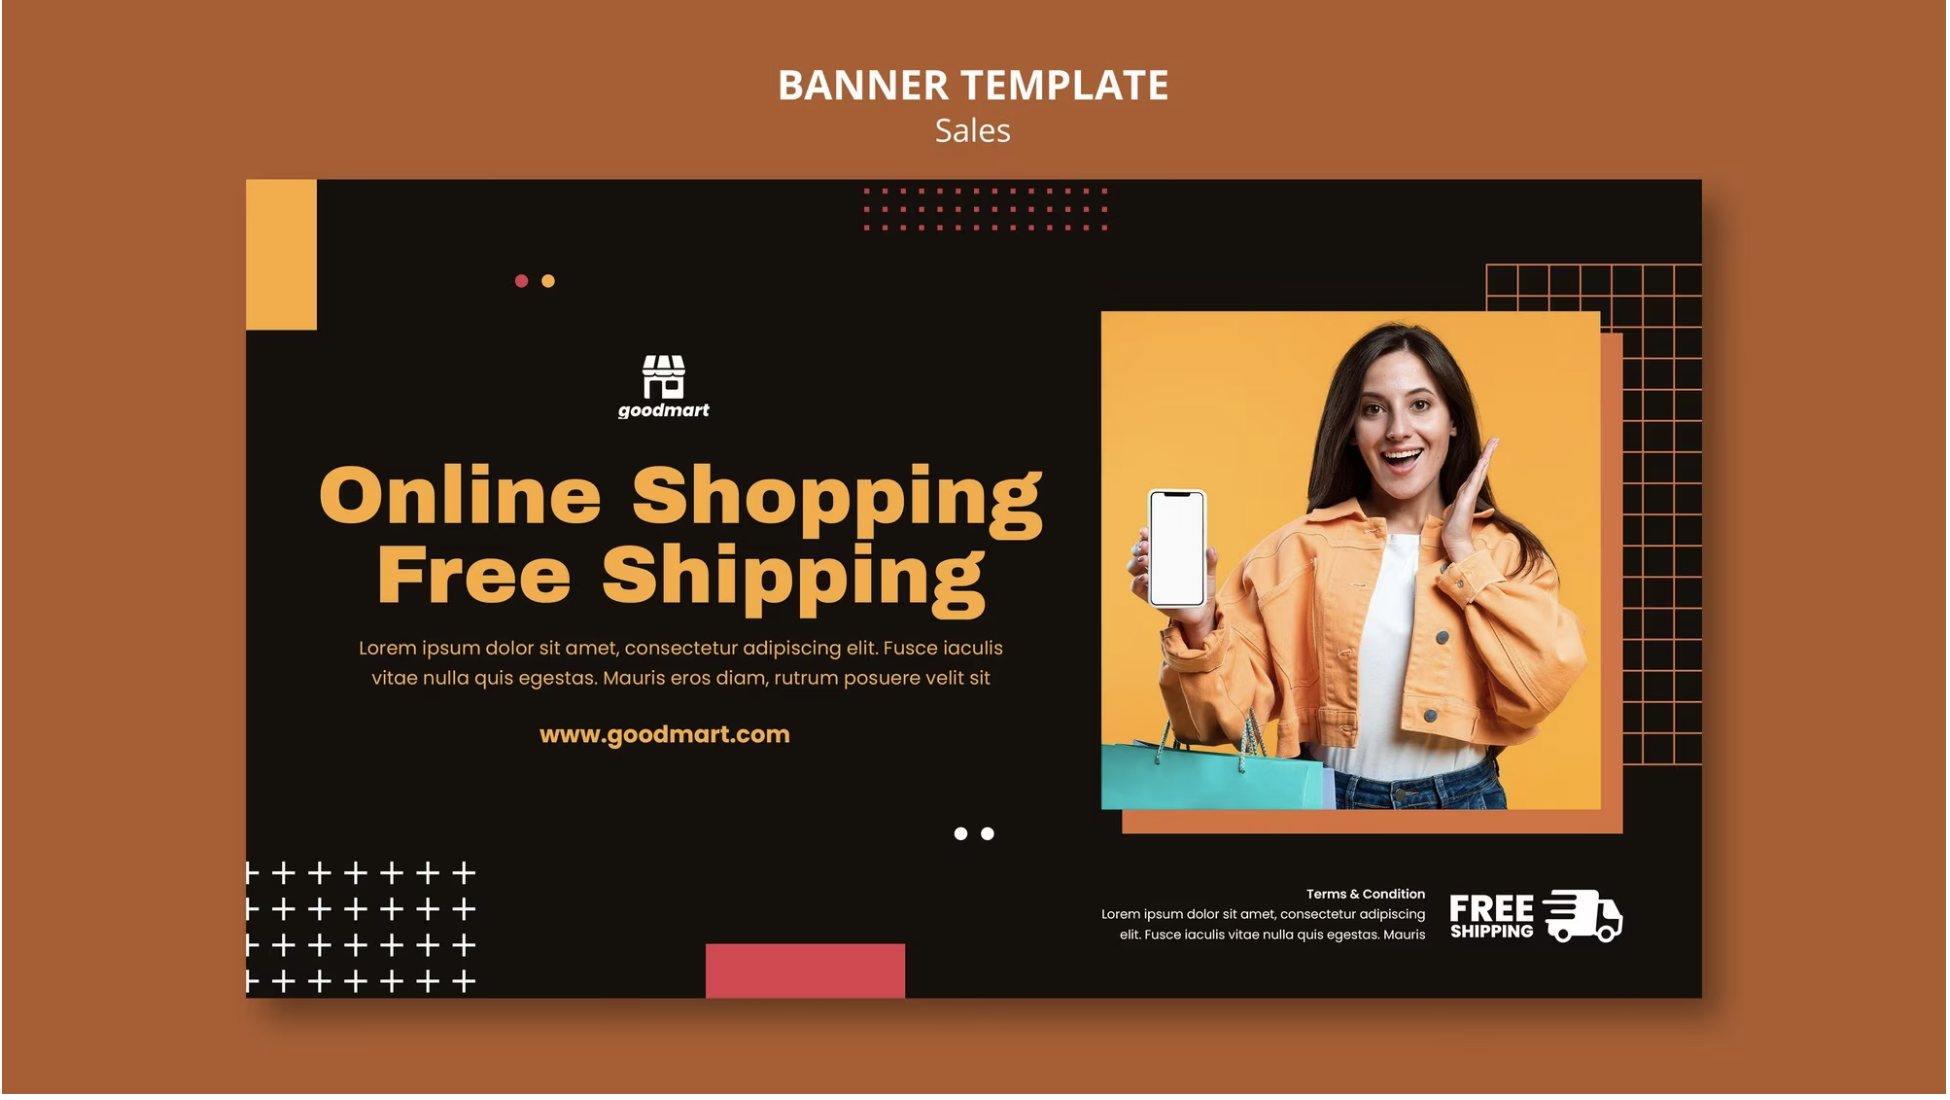 BANNER TEMPLATE
Sales
goodmart
Online Shopping
Free Shipping
Lorem ipsum dolor sit amet, consectetur adipiscing elit. Fusce iaculis
vitae nulla quis egestas. Mauris eros diam, rutrum posuere velit sit
www.goodmart.com
Terms & Condition
Lorem ipsum dolor sit amet, consectetur adipiscing
elit. Fusce iaculis vitae nulla quis egestas. Mauris
FREE
SHIPPING